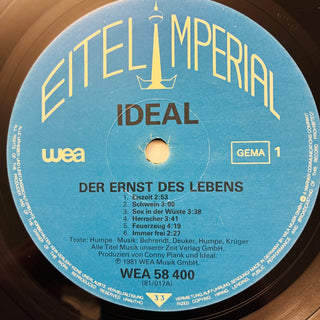 EITEL IMPERIAL
IDEAL
wea
GEMA 1
DER ERNST DES LEBENS
1. Eiszeit 2:53
2. Schwein 3:00
3. Sex in der Wüste 3:38
4. Herrscher 3:41
5. Feuerzeug 4:19
6. Immer frei 2:27
Texte: Humpe · Musik: Behrendt, Deuker, Humpe, Krüger
Alle Titel Musik unserer Zeit Verlag GmbH.
Produziert von Conny Plank und Ideal.
℗ 1981 WEA Musik GmbH.
WEA 58 400
(81/017A)
33